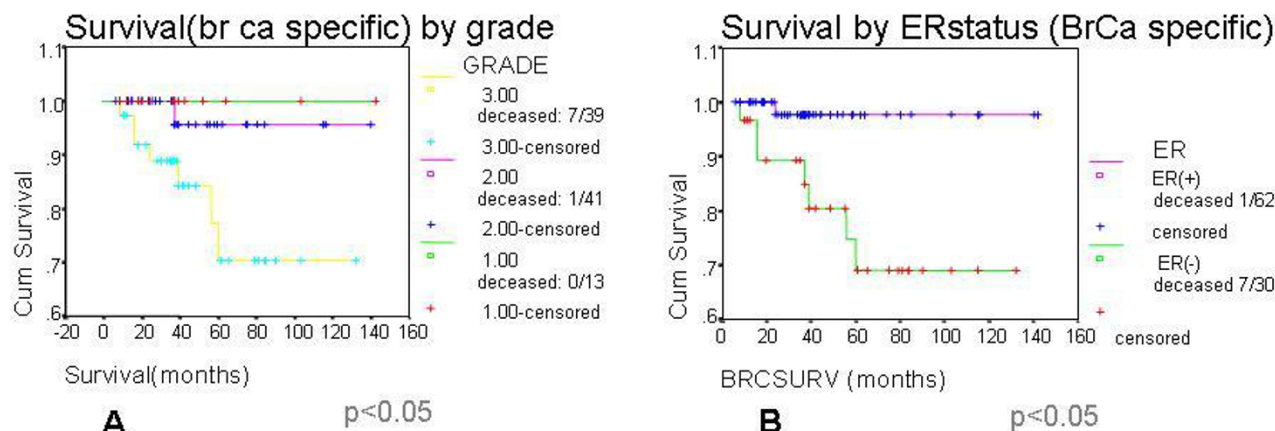 Survival(br ca specific) by grade
1.1
1.0
.9
.8
.7
.6
Cum Survival
-20 0 20 40 60 80 100 120 140 160
Survival(months)
GRADE
3.00
deceased: 7/39
3.00-censored
2.00
deceased: 1/41
2.00-censored
1.00
deceased: 0/13
1.00-censored
A
p<0.05
Survival by ERstatus (BrCa specific)
1.1
1.0
.9
.8
.7
.6
Cum Survival
0 20 40 60 80 100 120 140 160
BRCSURV (months)
ER
ER(+)
deceased 1/62
censored
ER(-)
deceased 7/30
censored
B
p<0.05